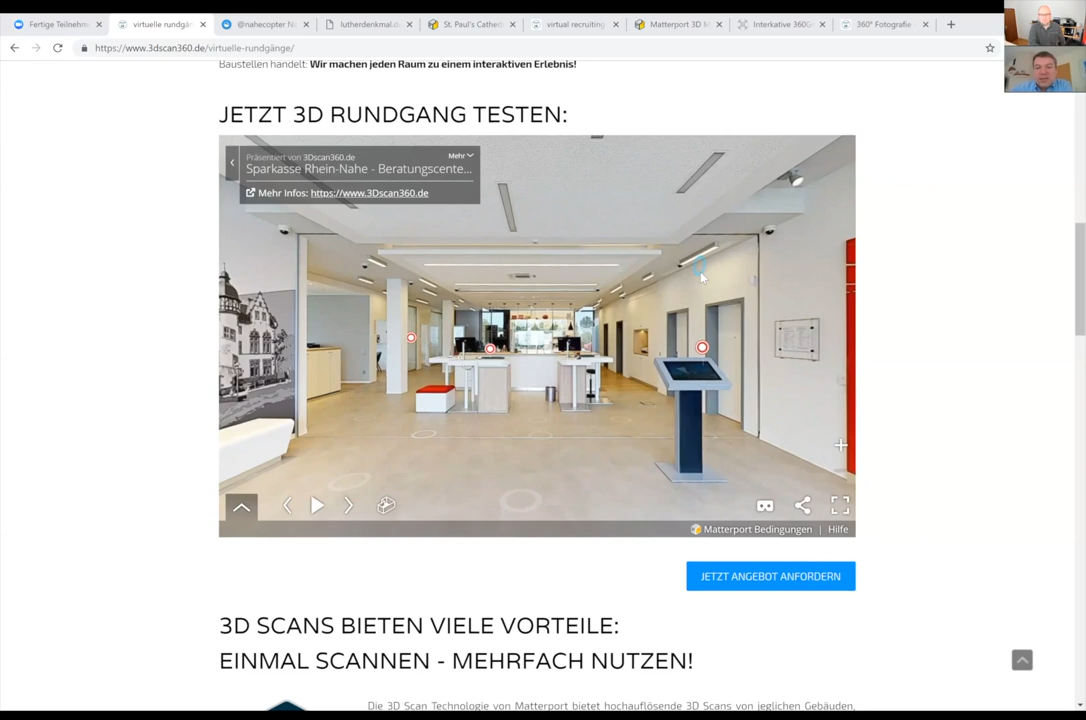 Fertige Teilnehm
virtuelle rundgän
@nahecopter N
lutherdenkmal.d
St. Paul's Cathed
virtual recruiting
Matterport 3D M
Interkative 360G
360° Fotografie
https://www.3dscan360.de/virtuelle-rundgänge/
Baustellen handelt: Wir machen jeden Raum zu einem interaktiven Erlebnis!
JETZT 3D RUNDGANG TESTEN:
Präsentiert von 3Dscan360.de
Mehr
Sparkasse Rhein-Nahe - Beratungscente...
Mehr Infos: https://www.3Dscan360.de
Matterport Bedingungen | Hilfe
JETZT ANGEBOT ANFORDERN
3D SCANS BIETEN VIELE VORTEILE:
EINMAL SCANNEN - MEHRFACH NUTZEN!
Die 3D Scan Technologie von Matterport bietet hochauflösende 3D Scans von jeglichen Gebäuden,